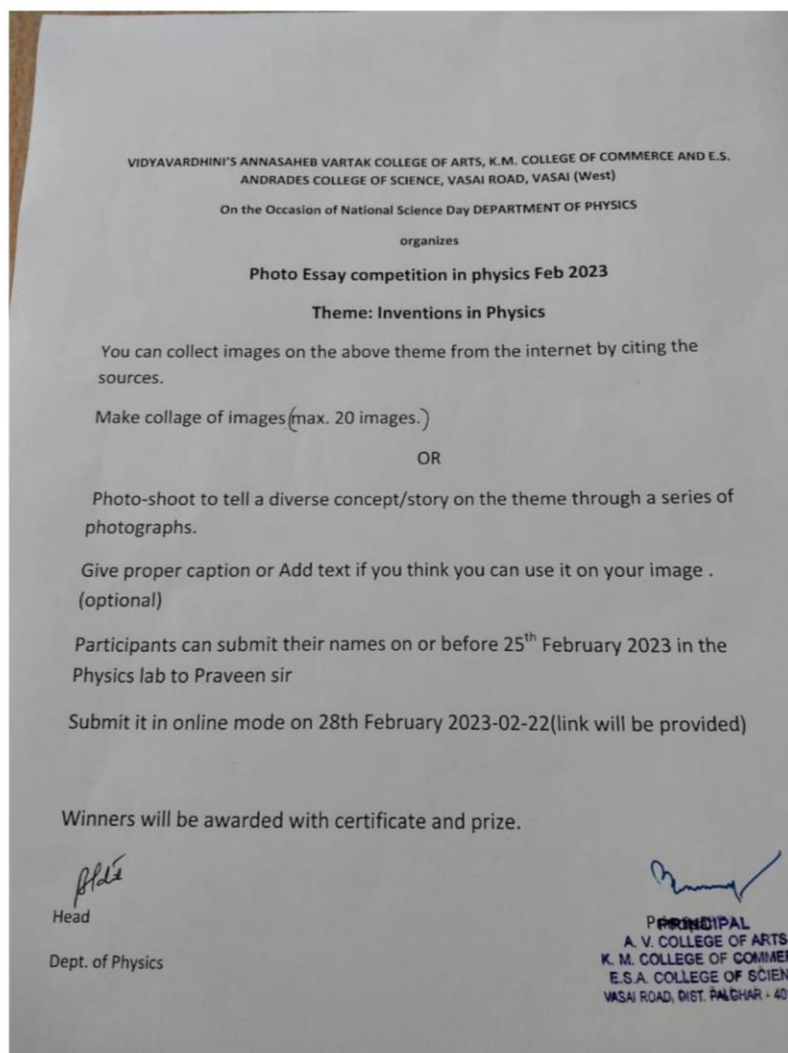 VIDYAVARDHINI'S ANNASAHEB VARTAK COLLEGE OF ARTS, K.M. COLLEGE OF COMMERCE AND E.S.
ANDRADES COLLEGE OF SCIENCE, VASAI ROAD, VASAI (West)
On the Occasion of National Science Day DEPARTMENT OF PHYSICS
organizes
Photo Essay competition in physics Feb 2023
Theme: Inventions in Physics
You can collect images on the above theme from the internet by citing the
sources.
Make collage of images(max. 20 images.)
OR
Photo-shoot to tell a diverse concept/story on the theme through a series of
photographs.
Give proper caption or Add text if you think you can use it on your image .
(optional)
Participants can submit their names on or before 25th February 2023 in the
Physics lab to Praveen sir
Submit it in online mode on 28th February 2023-02-22(link will be provided)
Winners will be awarded with certificate and prize.
Head
Dept. of Physics
PRINCIPAL
A. V. COLLEGE OF ARTS
K. M. COLLEGE OF COMME
E.S.A. COLLEGE OF SCIEN
VASAI ROAD, DIST. PALGHAR - 40